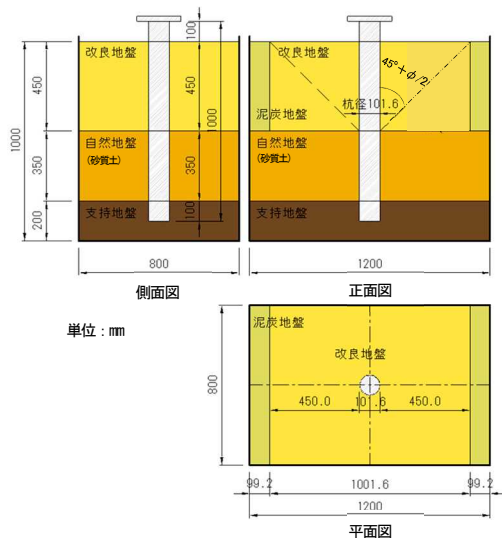 100
改良地盤
450
450
1000
1000
自然地盤
(砂質土)
350
350
支持地盤
200
100
800
側面図
改良地盤
45°+φ/2
杭径101.6
泥炭地盤
自然地盤
(砂質土)
支持地盤
1200
正面図
単位:mm
泥炭地盤
改良地盤
800
450.0
101.6
450.0
99.2
1001.6
99.2
1200
平面図